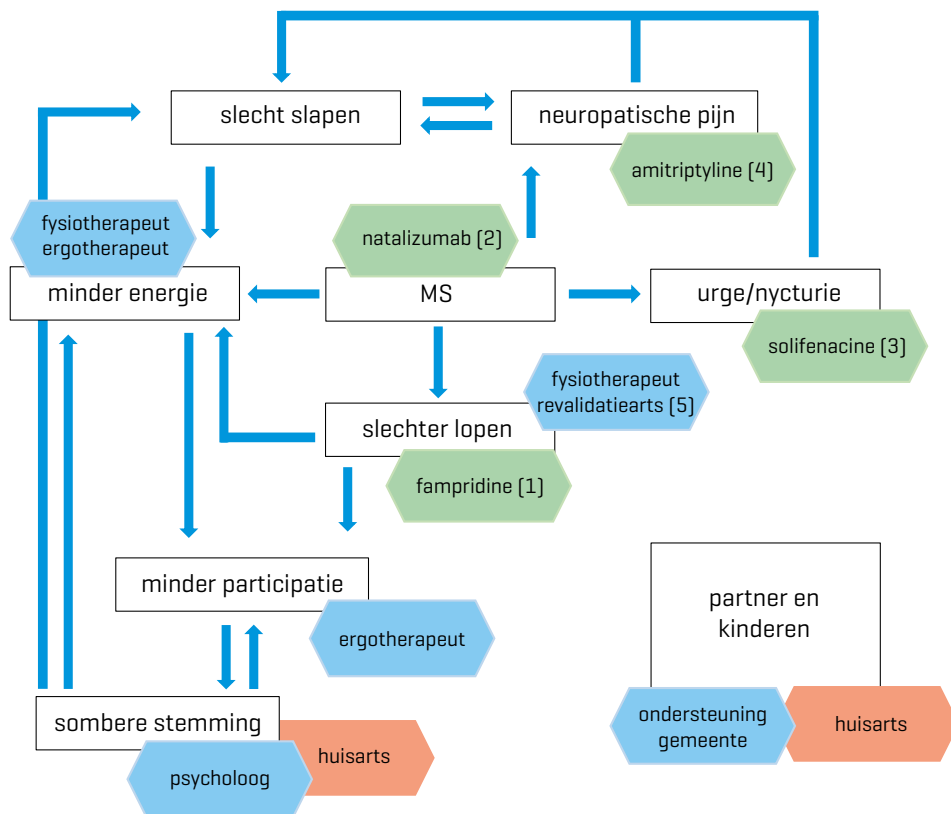 slecht slapen
neuropatische pijn
amitriptyline (4)
fysiotherapeut
ergotherapeut
natalizumab (2)
minder energie
MS
urge/nycturie
solifenacine (3)
fysiotherapeut
revalidatiearts (5)
slechter lopen
fampridine (1)
minder participatie
ergotherapeut
partner en
kinderen
sombere stemming
huisarts
psycholoog
ondersteuning
gemeente
huisarts